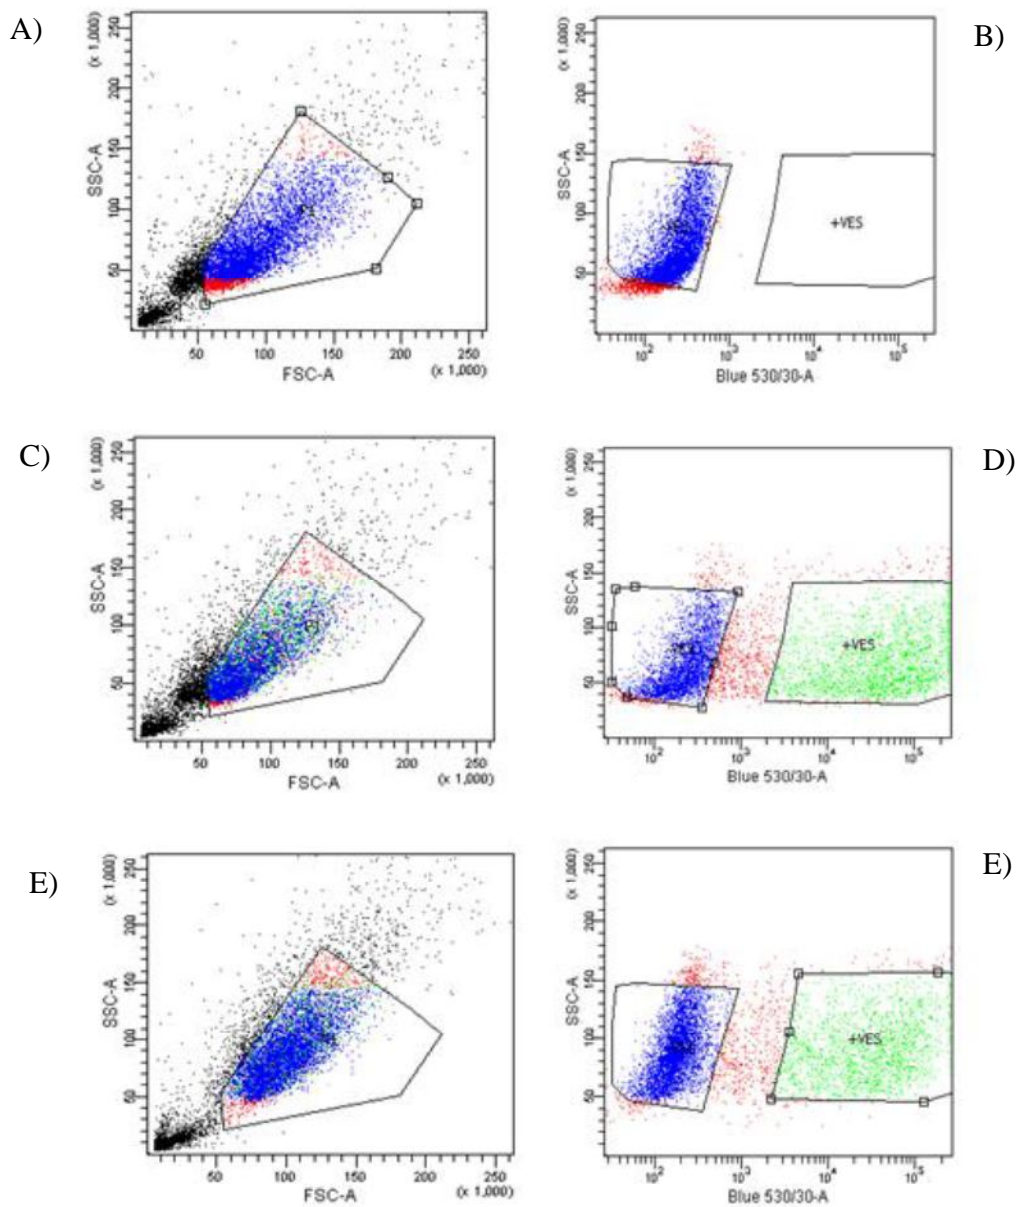 A)
(x 1,000)
250
200
150
100
50
SSC-A
50 100 150 200 250
FSC-A
(x 1,000)
B)
(x 1,000)
250
200
150
100
50
SSC-A
+VES
10² 10³ 10⁴ 10⁵
Blue 530/30-A
C)
(x 1,000)
250
200
150
100
50
SSC-A
50 100 150 200 250
FSC-A
(x 1,000)
D)
(x 1,000)
250
200
150
100
50
SSC-A
+VES
10² 10³ 10⁴ 10⁵
Blue 530/30-A
E)
(x 1,000)
250
200
150
100
50
SSC-A
50 100 150 200 250
FSC-A
(x 1,000)
E)
(x 1,000)
250
200
150
100
50
SSC-A
+VES
10² 10³ 10⁴ 10⁵
Blue 530/30-A